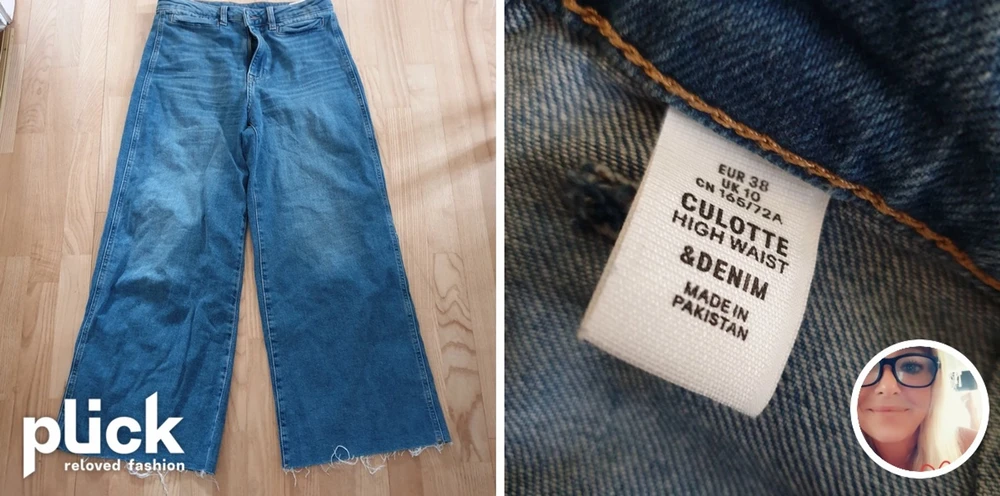 plick
reloved fashion
EUR 38
UK 10
CN 165/72A
CULOTTE
HIGH WAIST
&DENIM
MADE IN
PAKISTAN